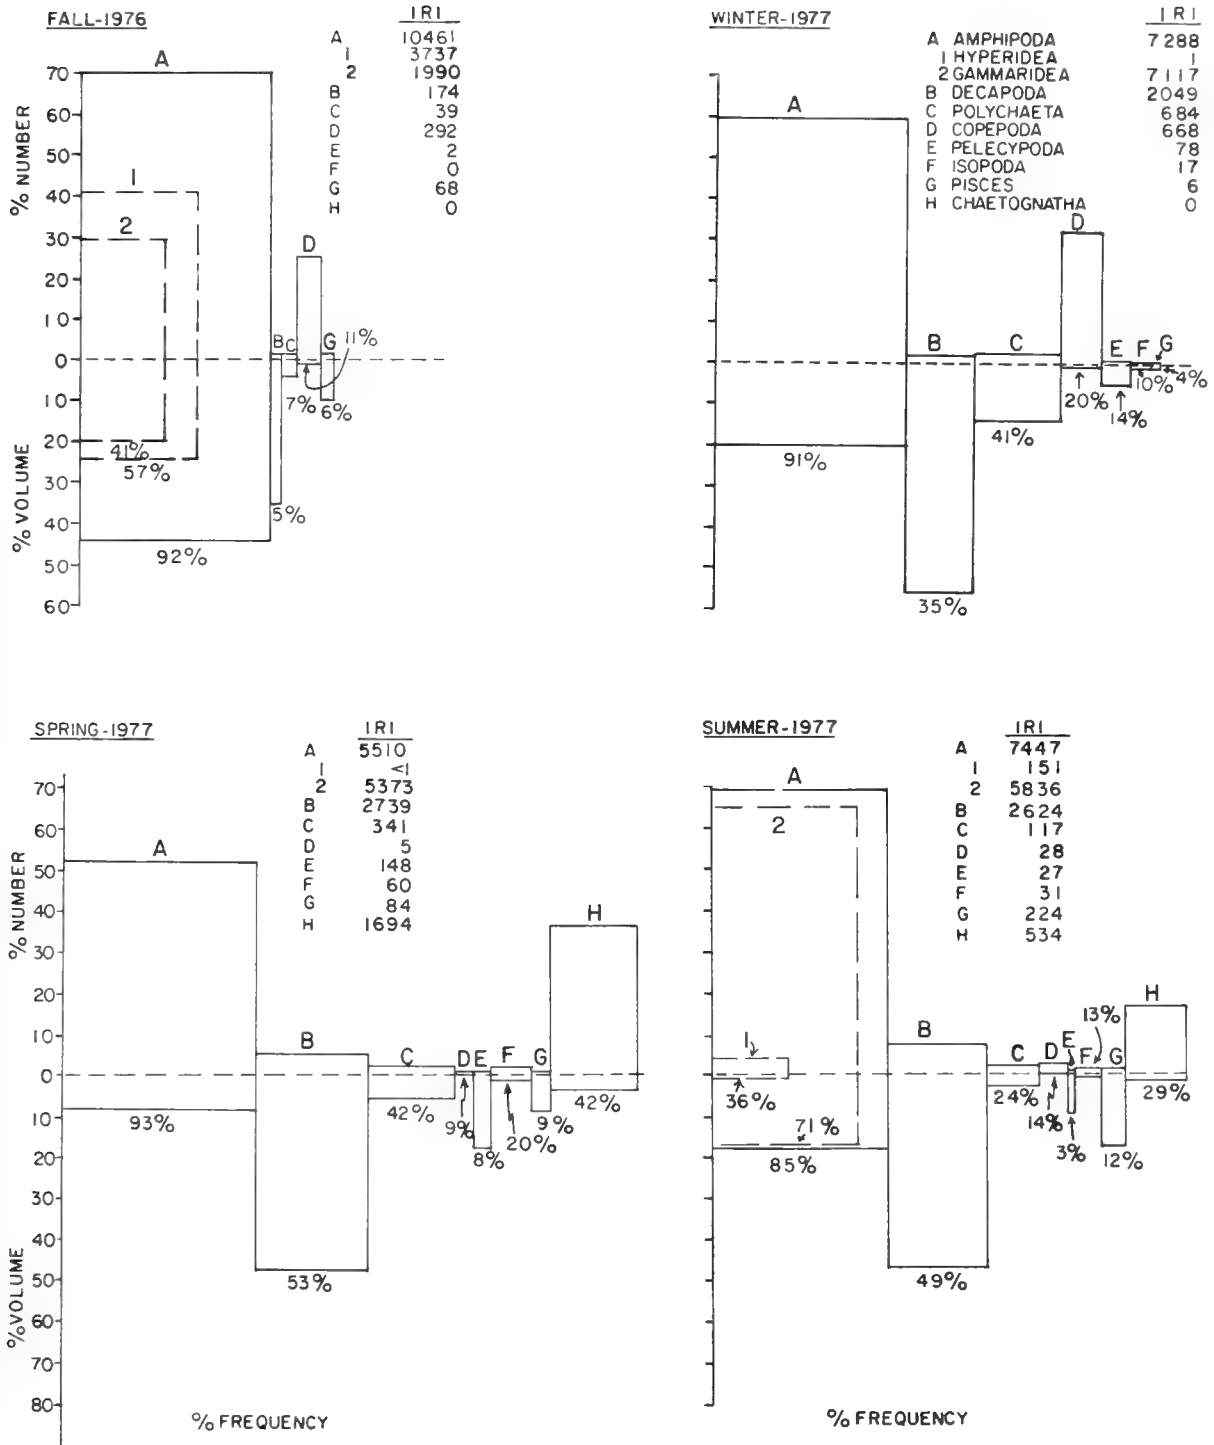 FALL-1976
IRI
A 10461
1 3737
2 1990
B 174
C 39
D 292
E 2
F 0
G 68
H 0
% NUMBER
70
60
50
40
30
20
10
0
10
20
30
40
50
60
% VOLUME
A
1
2
D
B
C
G
11%
7%
6%
41%
57%
5%
92%
WINTER-1977
IRI
A AMPHIPODA 7288
1 HYPERIDEA 1
2 GAMMARIDEA 7117
B DECAPODA 2049
C POLYCHAETA 684
D COPEPODA 668
E PELECYPODA 78
F ISOPODA 17
G PISCES 6
H CHAETOGNATHA 0
A
D
B
C
E
F
G
4%
10%
20%
14%
41%
91%
35%
SPRING-1977
IRI
A 5510
1 <1
2 5373
B 2739
C 341
D 5
E 148
F 60
G 84
H 1694
% NUMBER
70
60
50
40
30
20
10
0
10
20
30
40
50
60
70
80
% VOLUME
A
H
B
C
D
E
F
G
93%
42%
9%
8%
20%
9%
42%
53%
% FREQUENCY
SUMMER-1977
IRI
A 7447
1 151
2 5836
B 2624
C 117
D 28
E 27
F 31
G 224
H 534
A
2
H
13%
B
1
E
C
D
F
G
36%
24%
29%
71%
14%
3%
12%
85%
49%
% FREQUENCY